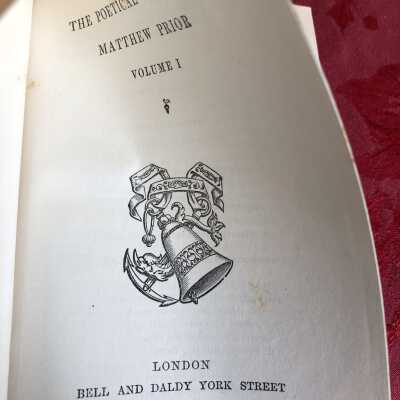 THE POETICAL
MATTHEW PRIOR
VOLUME I
LONDON
BELL AND DALDY YORK STREET